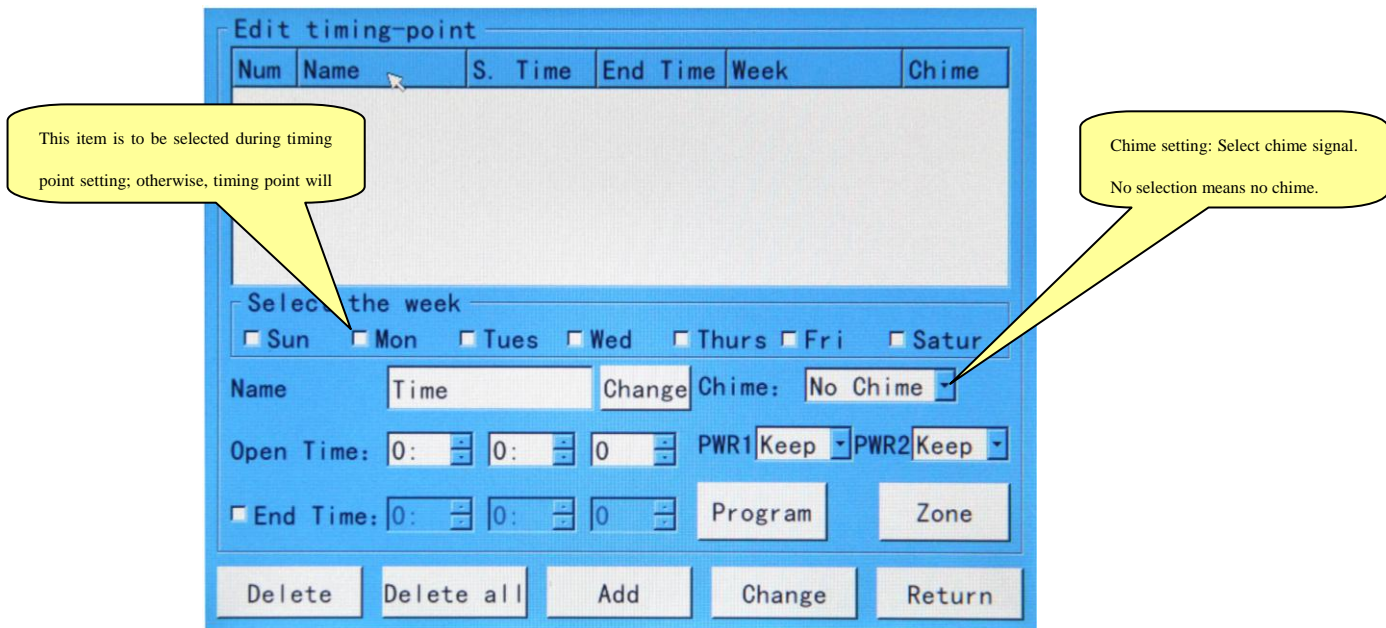 Edit timing-point
Num Name S. Time End Time Week Chime
This item is to be selected during timing
point setting; otherwise, timing point will
Chime setting: Select chime signal.
No selection means no chime.
Select the week
Sun Mon Tues Wed Thurs Fri Satur
Name Time Change Chime: No Chime
Open Time: 0: 0: 0 PWR1 Keep PWR2 Keep
End Time: 0: 0: 0 Program Zone
Delete Delete all Add Change Return